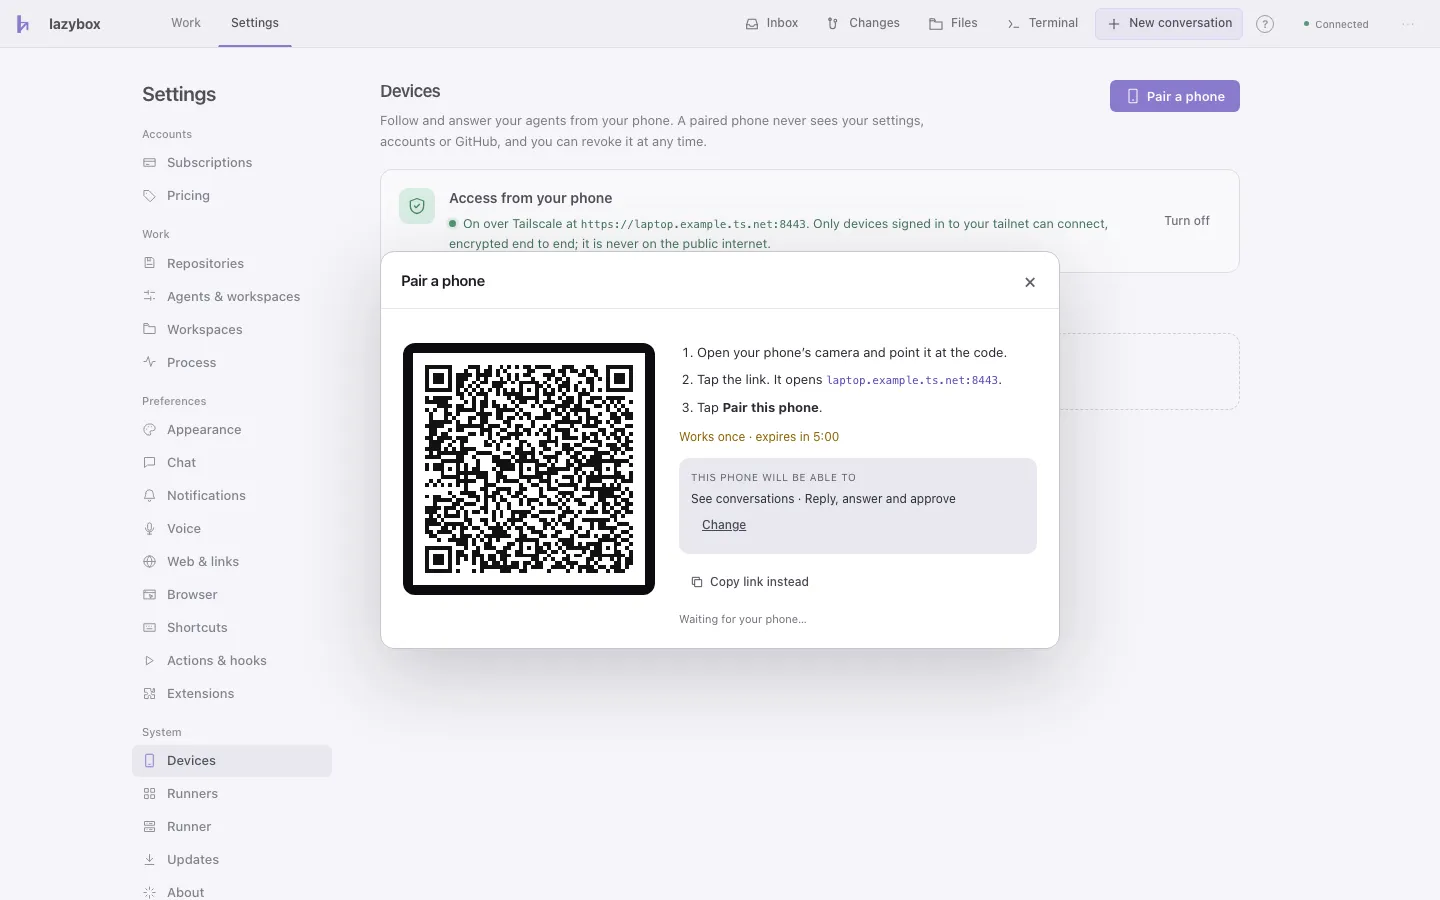 lazybox
Work
Settings
Inbox
Changes
Files
Terminal
New conversation
?
Connected
Settings
Accounts
Subscriptions
Pricing
Work
Repositories
Agents & workspaces
Workspaces
Process
Preferences
Appearance
Chat
Notifications
Voice
Web & links
Browser
Shortcuts
Actions & hooks
Extensions
System
Devices
Runners
Runner
Updates
About
Devices
Pair a phone
Follow and answer your agents from your phone. A paired phone never sees your settings,
accounts or GitHub, and you can revoke it at any time.
Access from your phone
On over Tailscale at https://laptop.example.ts.net:8443. Only devices signed in to your tailnet can connect,
encrypted end to end; it is never on the public internet.
Turn off
Pair a phone
1. Open your phone's camera and point it at the code.
2. Tap the link. It opens laptop.example.ts.net:8443.
3. Tap Pair this phone.
Works once · expires in 5:00
THIS PHONE WILL BE ABLE TO
See conversations · Reply, answer and approve
Change
Copy link instead
Waiting for your phone…